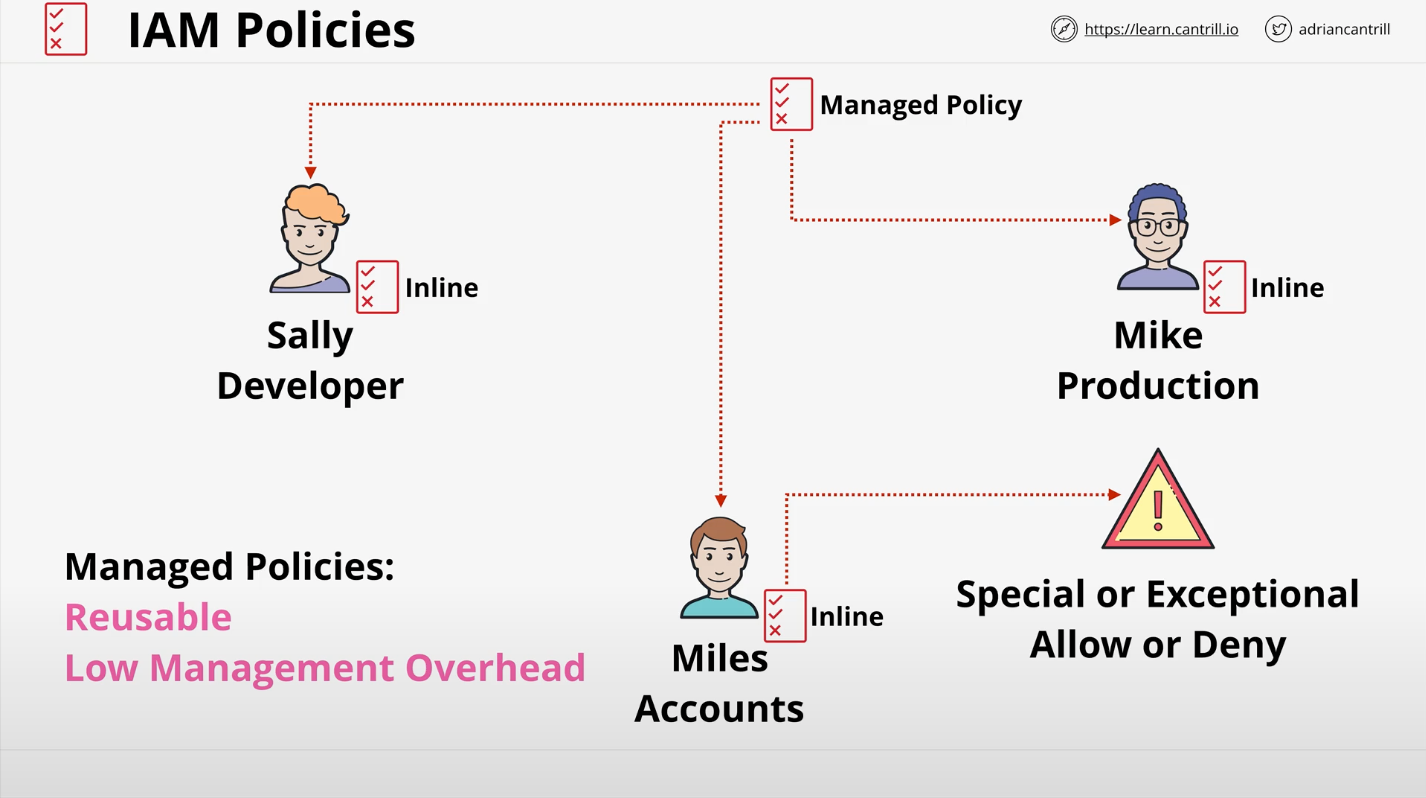 IAM Policies
https://learn.cantrill.io
adriancantrill
Managed Policy
Inline
Sally
Developer
Inline
Mike
Production
Managed Policies:
Reusable
Low Management Overhead
Inline
Miles
Accounts
Special or Exceptional
Allow or Deny